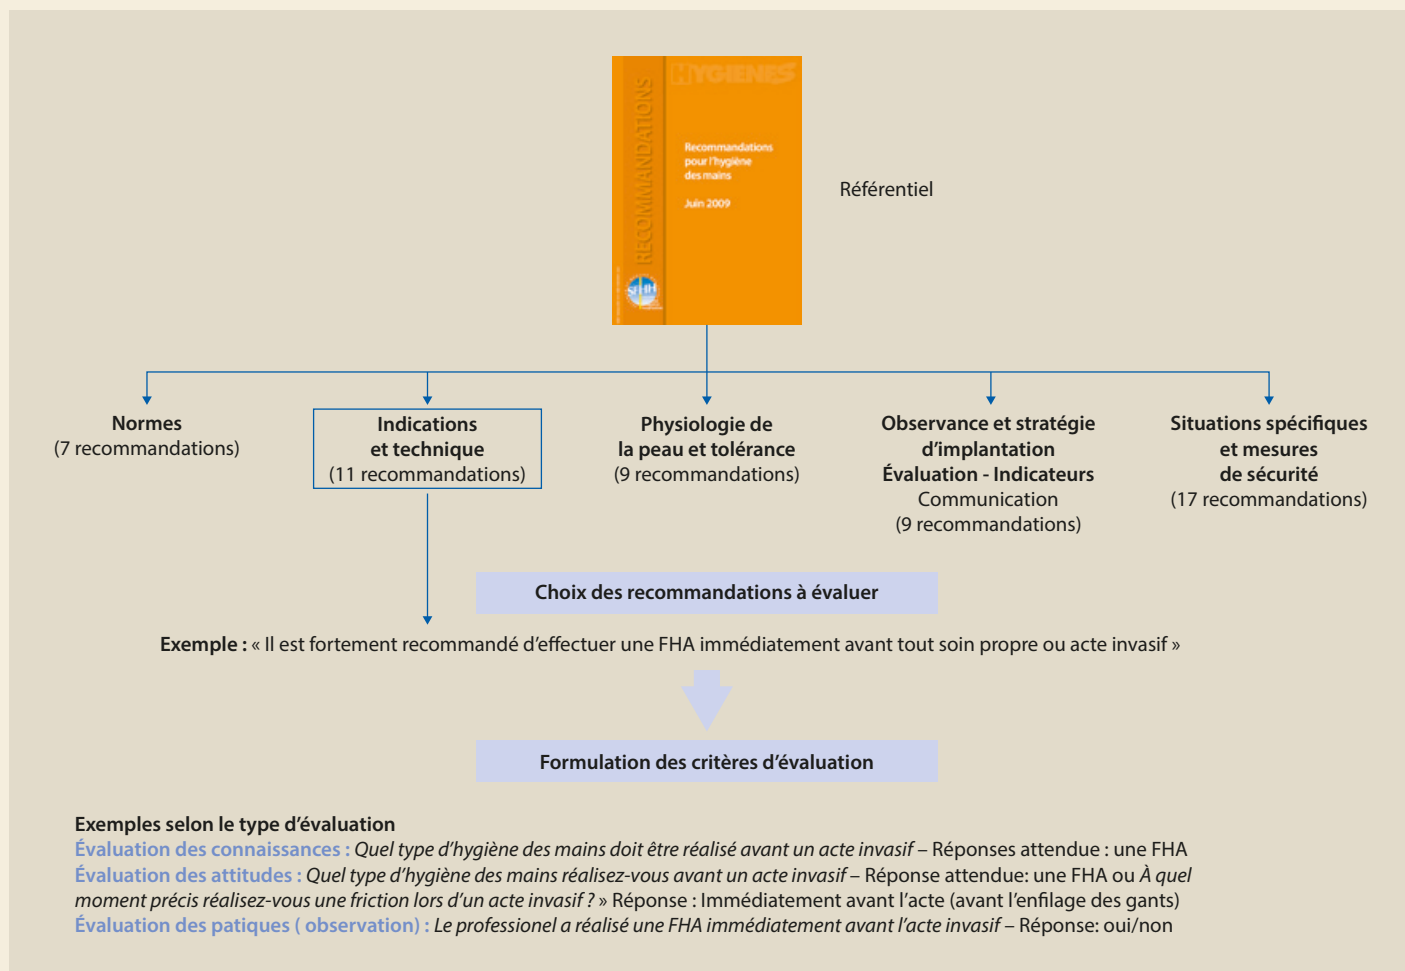 HYGIENES
RECOMMANDATIONS
Recommandations
pour l'hygiène
des mains
Juin 2009
SFHH
Référentiel
Normes
(7 recommandations)
Indications
et technique
(11 recommandations)
Physiologie de
la peau et tolérance
(9 recommandations)
Observance et stratégie
d'implantation
Évaluation - Indicateurs
Communication
(9 recommandations)
Situations spécifiques
et mesures
de sécurité
(17 recommandations)
Choix des recommandations à évaluer
Exemple : « Il est fortement recommandé d'effectuer une FHA immédiatement avant tout soin propre ou acte invasif »
Formulation des critères d'évaluation
Exemples selon le type d'évaluation
Évaluation des connaissances : Quel type d'hygiène des mains doit être réalisé avant un acte invasif – Réponses attendue : une FHA
Évaluation des attitudes : Quel type d'hygiène des mains réalisez-vous avant un acte invasif – Réponse attendue: une FHA ou À quel
moment précis réalisez-vous une friction lors d'un acte invasif ? » Réponse : Immédiatement avant l'acte (avant l'enfilage des gants)
Évaluation des patiques ( observation) : Le professionel a réalisé une FHA immédiatement avant l'acte invasif – Réponse: oui/non